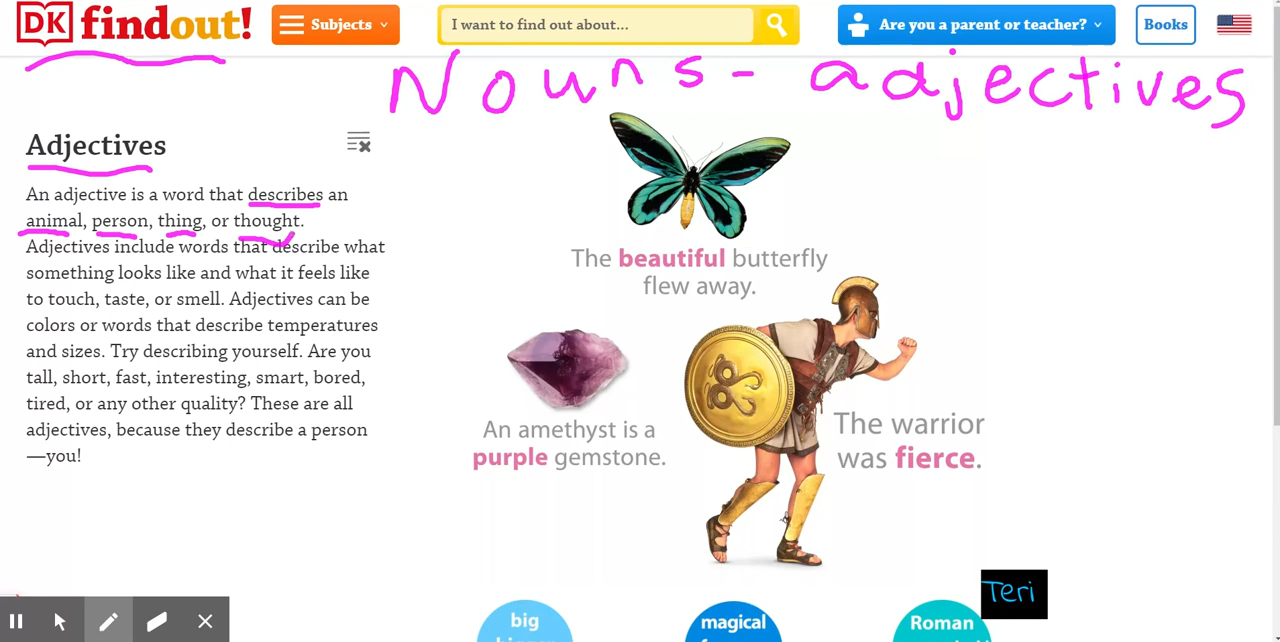 DK findout!
Subjects
I want to find out about...
Are you a parent or teacher?
Books
Nouns - adjectives
Adjectives
An adjective is a word that describes an
animal, person, thing, or thought.
Adjectives include words that describe what
something looks like and what it feels like
to touch, taste, or smell. Adjectives can be
colors or words that describe temperatures
and sizes. Try describing yourself. Are you
tall, short, fast, interesting, smart, bored,
tired, or any other quality? These are all
adjectives, because they describe a person
—you!
The beautiful butterfly
flew away.
An amethyst is a
purple gemstone.
The warrior
was fierce.
Teri
big
magical
Roman